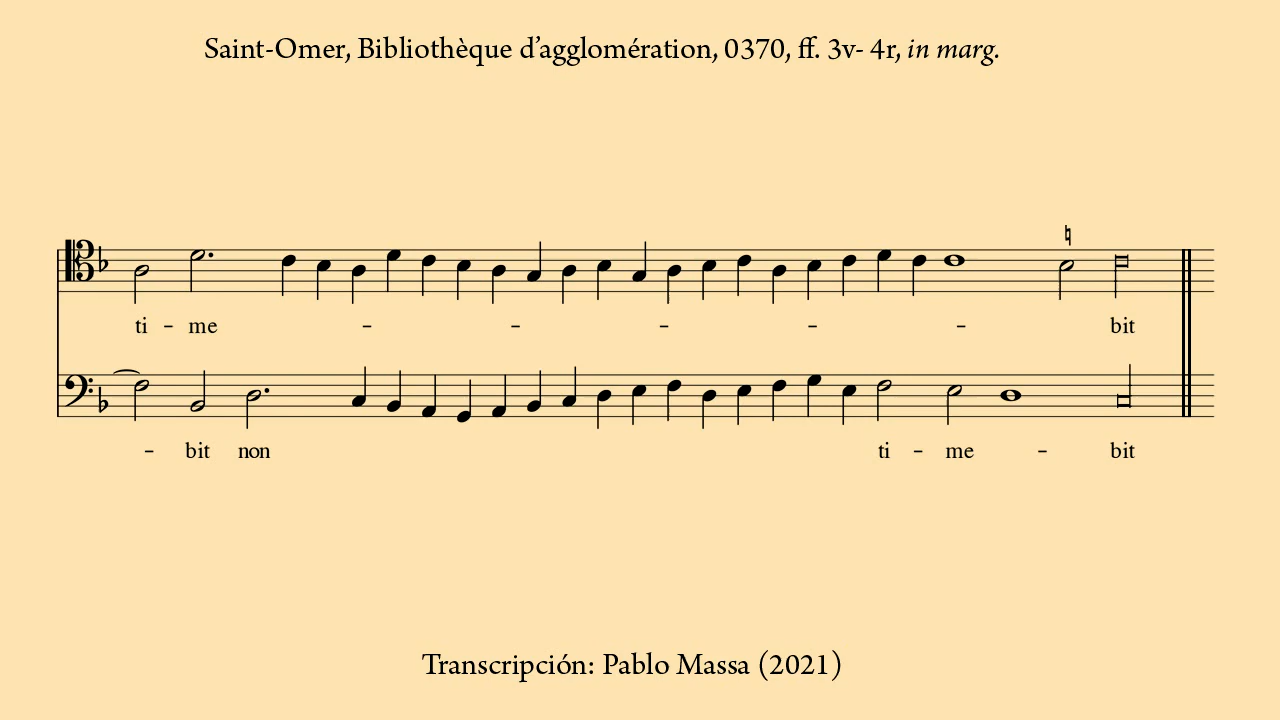 Saint-Omer, Bibliothèque d’agglomération, 0370, ff. 3v- 4r, in marg.
ti - me - - - - - bit
- bit non ti - me - bit
Transcripción: Pablo Massa (2021)